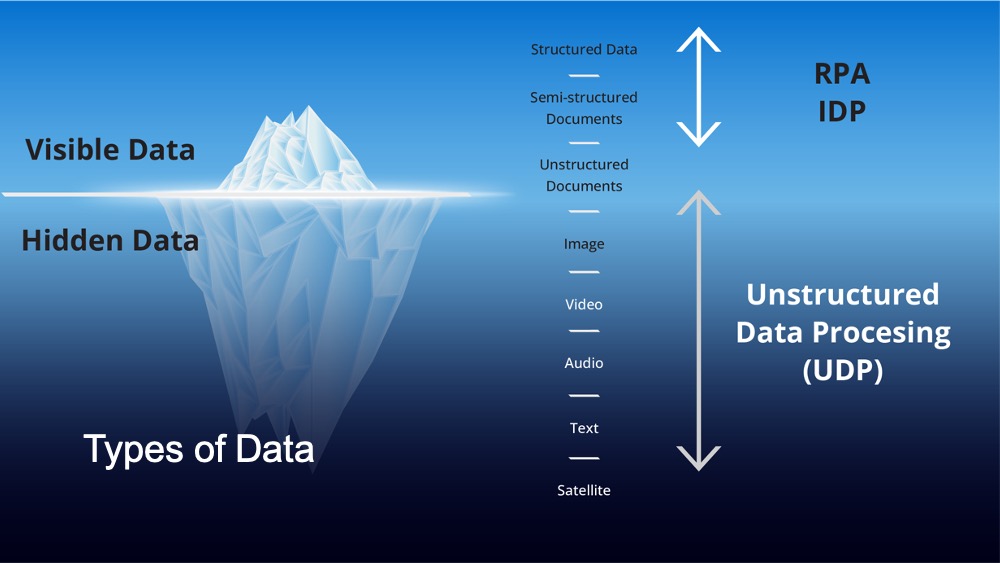 Visible Data
Hidden Data
Types of Data
Structured Data
Semi-structured
Documents
Unstructured
Documents
Image
Video
Audio
Text
Satellite
RPA
IDP
Unstructured
Data Procesing
(UDP)